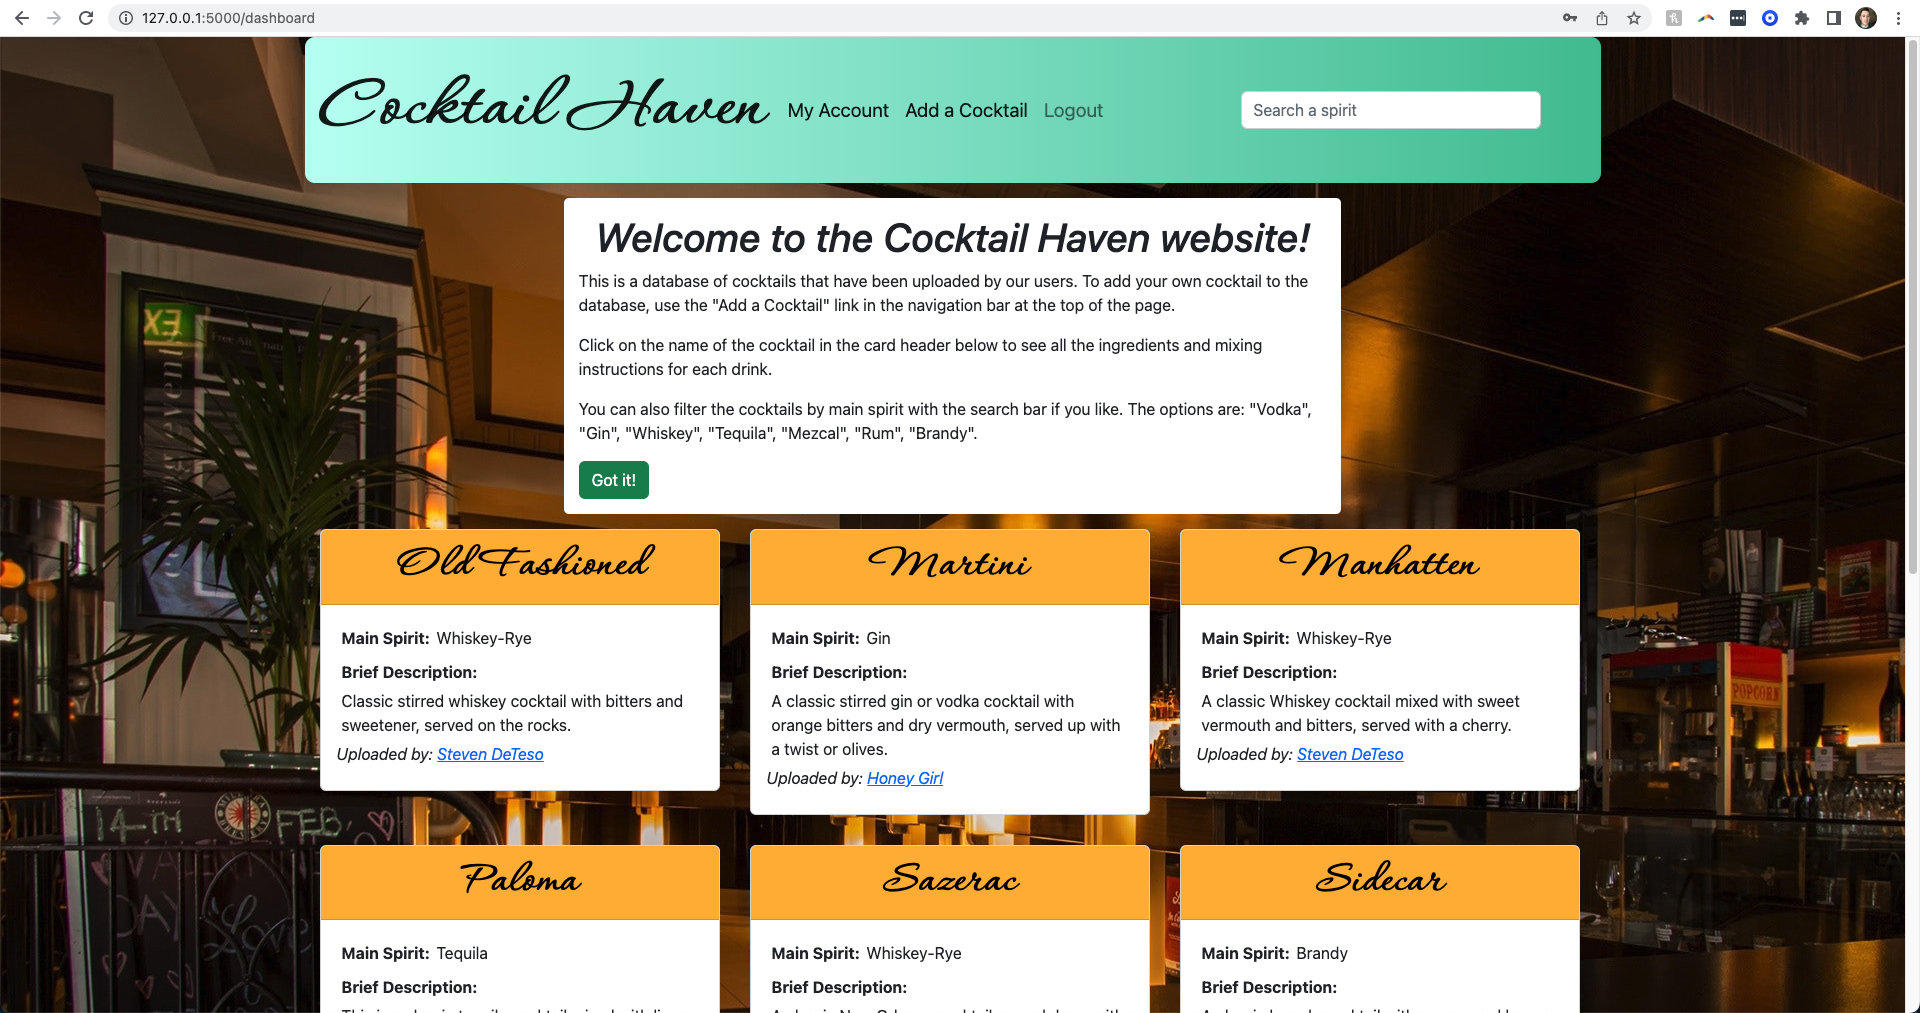 127.0.0.1:5000/dashboard
Cocktail Haven
My Account
Add a Cocktail
Logout
Search a spirit
Welcome to the Cocktail Haven website!
This is a database of cocktails that have been uploaded by our users. To add your own cocktail to the
database, use the "Add a Cocktail" link in the navigation bar at the top of the page.
Click on the name of the cocktail in the card header below to see all the ingredients and mixing
instructions for each drink.
You can also filter the cocktails by main spirit with the search bar if you like. The options are: "Vodka",
"Gin", "Whiskey", "Tequila", "Mezcal", "Rum", "Brandy".
Got it!
Old Fashioned
Main Spirit: Whiskey-Rye
Brief Description:
Classic stirred whiskey cocktail with bitters and
sweetener, served on the rocks.
Uploaded by: Steven DeTeso
Martini
Main Spirit: Gin
Brief Description:
A classic stirred gin or vodka cocktail with
orange bitters and dry vermouth, served up with
a twist or olives.
Uploaded by: Honey Girl
Manhatten
Main Spirit: Whiskey-Rye
Brief Description:
A classic Whiskey cocktail mixed with sweet
vermouth and bitters, served with a cherry.
Uploaded by: Steven DeTeso
Paloma
Main Spirit: Tequila
Brief Description:
Sazerac
Main Spirit: Whiskey-Rye
Brief Description:
Sidecar
Main Spirit: Brandy
Brief Description:
EX
14-TH FEB
DAY
Love
POPCORN